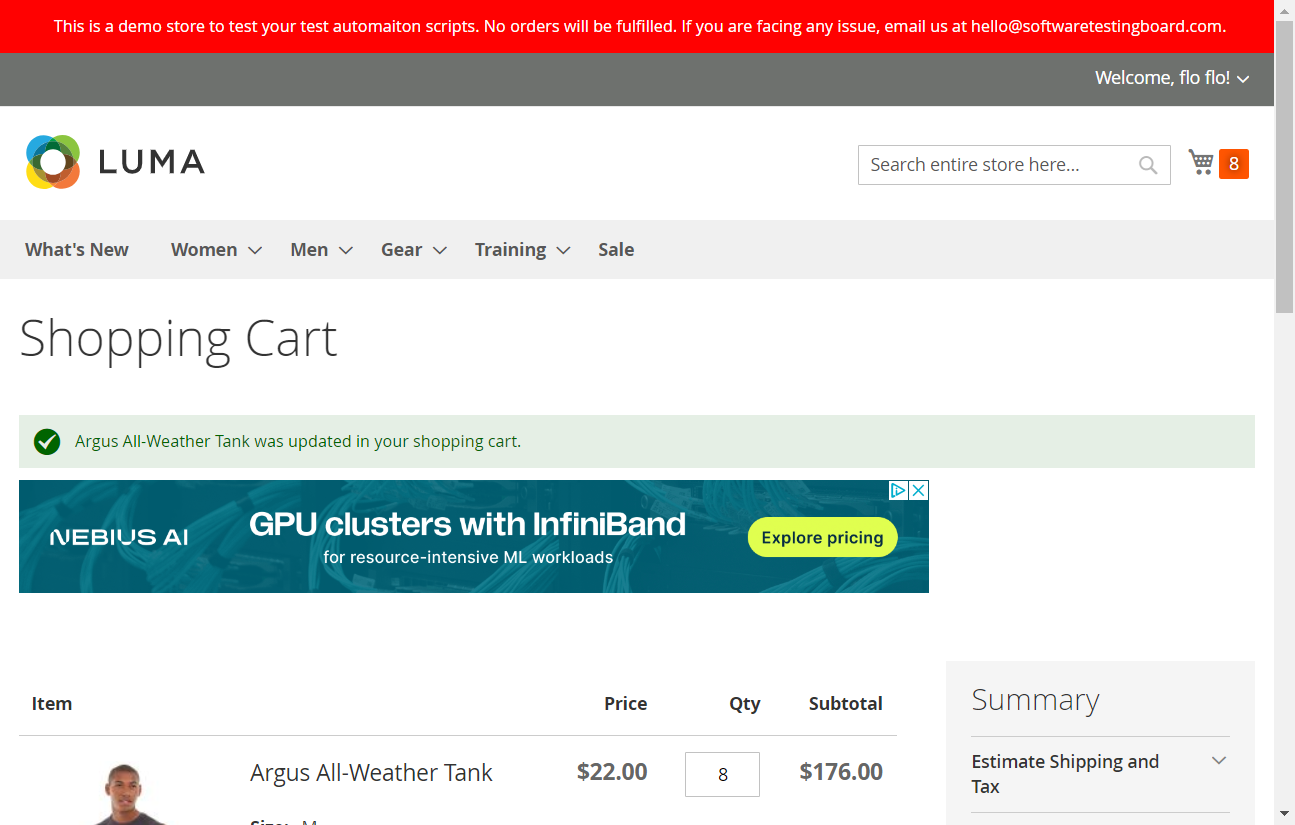 This is a demo store to test your test automaiton scripts. No orders will be fulfilled. If you are facing any issue, email us at hello@softwaretestingboard.com.
Welcome, flo flo!
LUMA
Search entire store here...
8
What's New Women Men Gear Training Sale
Shopping Cart
Argus All-Weather Tank was updated in your shopping cart.
NEBIUS AI
GPU clusters with InfiniBand
for resource-intensive ML workloads
Explore pricing
Item Price Qty Subtotal
Argus All-Weather Tank $22.00 8 $176.00
Size: M
Summary
Estimate Shipping and
Tax